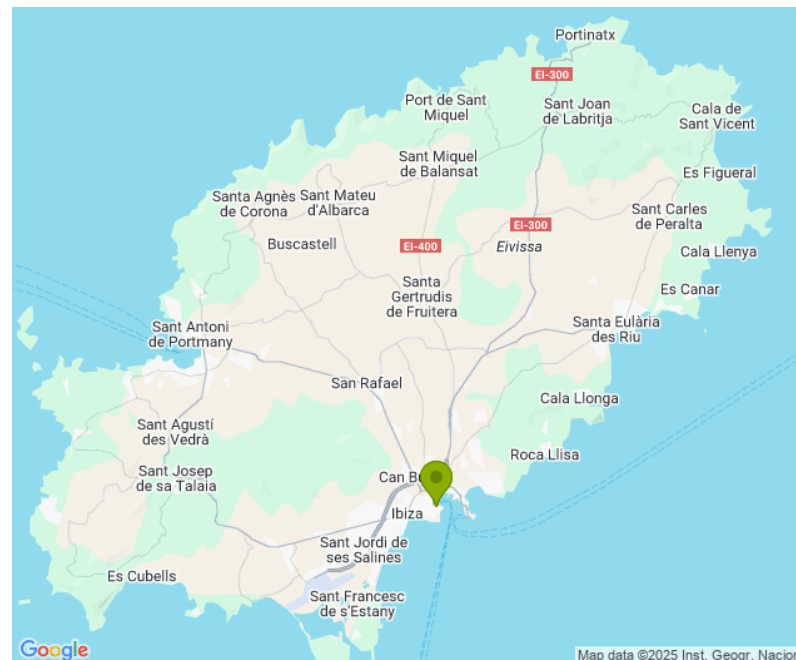 Portinatx
EI-300
Port de Sant
Miquel
Sant Joan
de Labritja
Cala de
Sant Vicent
Sant Miquel
de Balansat
Es Figueral
Santa Agnès
de Corona
Sant Mateu
d'Albarca
Sant Carles
de Peralta
EI-300
Buscastell
EI-400
Eivissa
Cala Llenya
Santa
Gertrudis
de Fruitera
Es Canar
Sant Antoni
de Portmany
Santa Eulària
des Riu
San Rafael
Cala Llonga
Sant Agustí
des Vedrà
Roca Llisa
Sant Josep
de sa Talaia
Can B
Ibiza
Sant Jordi de
ses Salines
Es Cubells
Sant Francesc
de s'Estany
Google
Map data ©2025 Inst. Geogr. Nacior